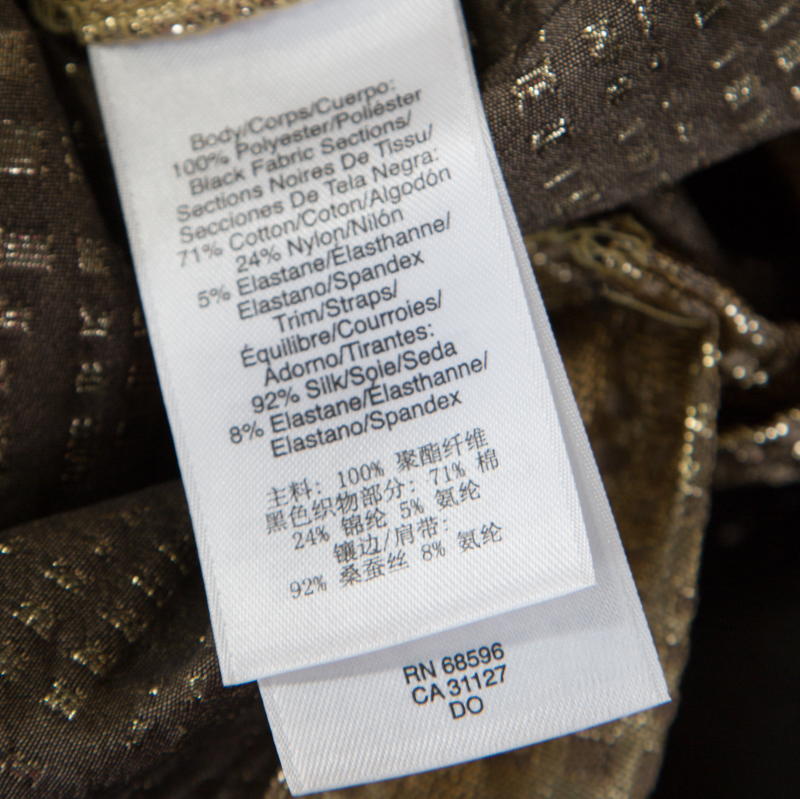 Body/Corps/Cuerpo:
100% Polyester/Poliéster
Black Fabric Sections/
Sections Noires De Tissu/
Secciones De Tela Negra:
71% Cotton/Coton/Algodón
24% Nylon/Nilón
5% Elastane/Élasthanne/
Elastano/Spandex
Trim/Straps/
Équilibre/Courroies/
Adorno/Tirantes:
92% Silk/Soie/Seda
8% Elastane/Élasthanne/
Elastano/Spandex
主料: 100% 聚酯纤维
黑色织物部分: 71% 棉
24% 锦纶 5% 氨纶
镶边/肩带:
92% 桑蚕丝 8% 氨纶
RN 68596
CA 31127
DO